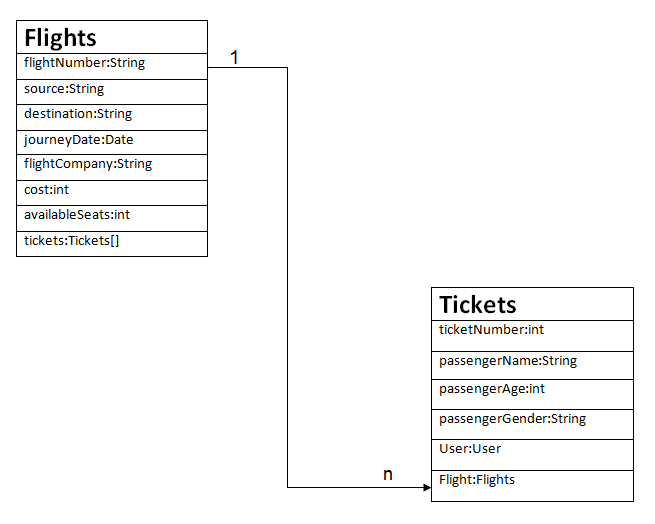 Flights
flightNumber:String
1
source:String
destination:String
journeyDate:Date
flightCompany:String
cost:int
availableSeats:int
tickets:Tickets[]
Tickets
ticketNumber:int
passengerName:String
passengerAge:int
passengerGender:String
User:User
n
Flight:Flights